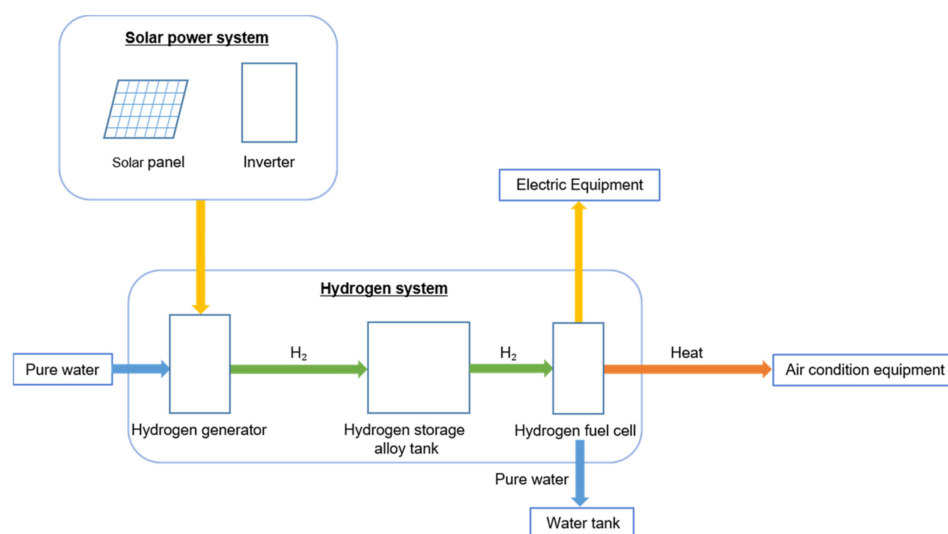 Solar power system
Solar panel
Inverter
Electric Equipment
Hydrogen system
H₂
H₂
Heat
Pure water
Air condition equipment
Hydrogen generator
Hydrogen storage
alloy tank
Hydrogen fuel cell
Pure water
Water tank